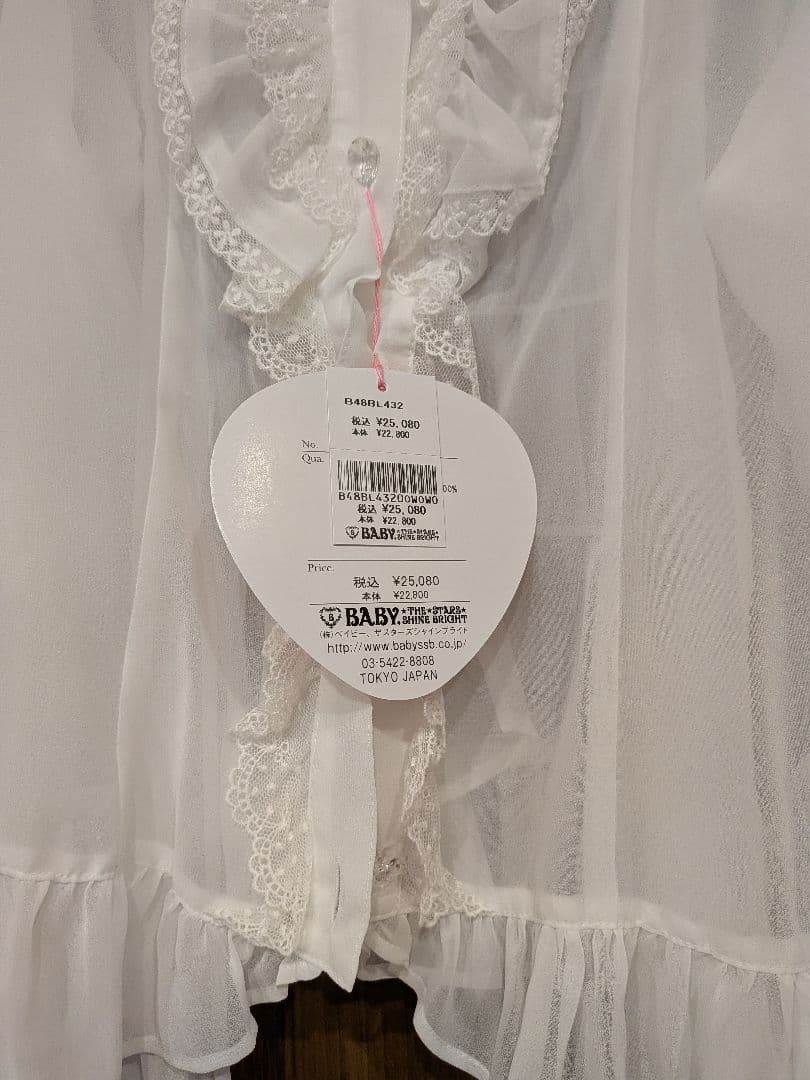 B48BL432
税込 ¥25,080
本体 ¥22,800
No.
Qua.
00%
B48BL43200WOWO
税込 ¥25,080
本体 ¥22,800
B BABY, THE★STARS★ SHINE BRIGHT
Price.
税込 ¥25,080
本体 ¥22,800
B BABY, ★THE★STARS★ SHINE BRIGHT
(株)ベイビー、ザスターズシャインブライト
http://www.babyssb.co.jp/
03-5422-8808
TOKYO JAPAN